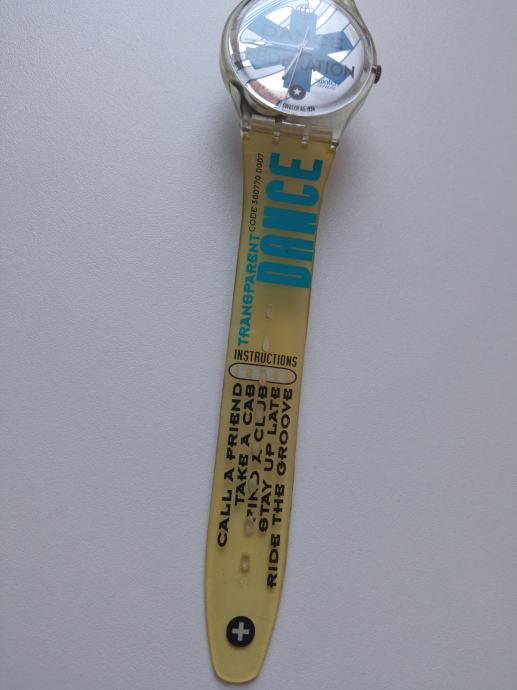 SWATCH AG 1994
DANCE
TRANSPARENT
CODE 300770 0007
INSTRUCTIONS
CALL A FRIEND
TAKE A CAB
FIND A CLUB
STAY UP LATE
RIDE THE GROOVE